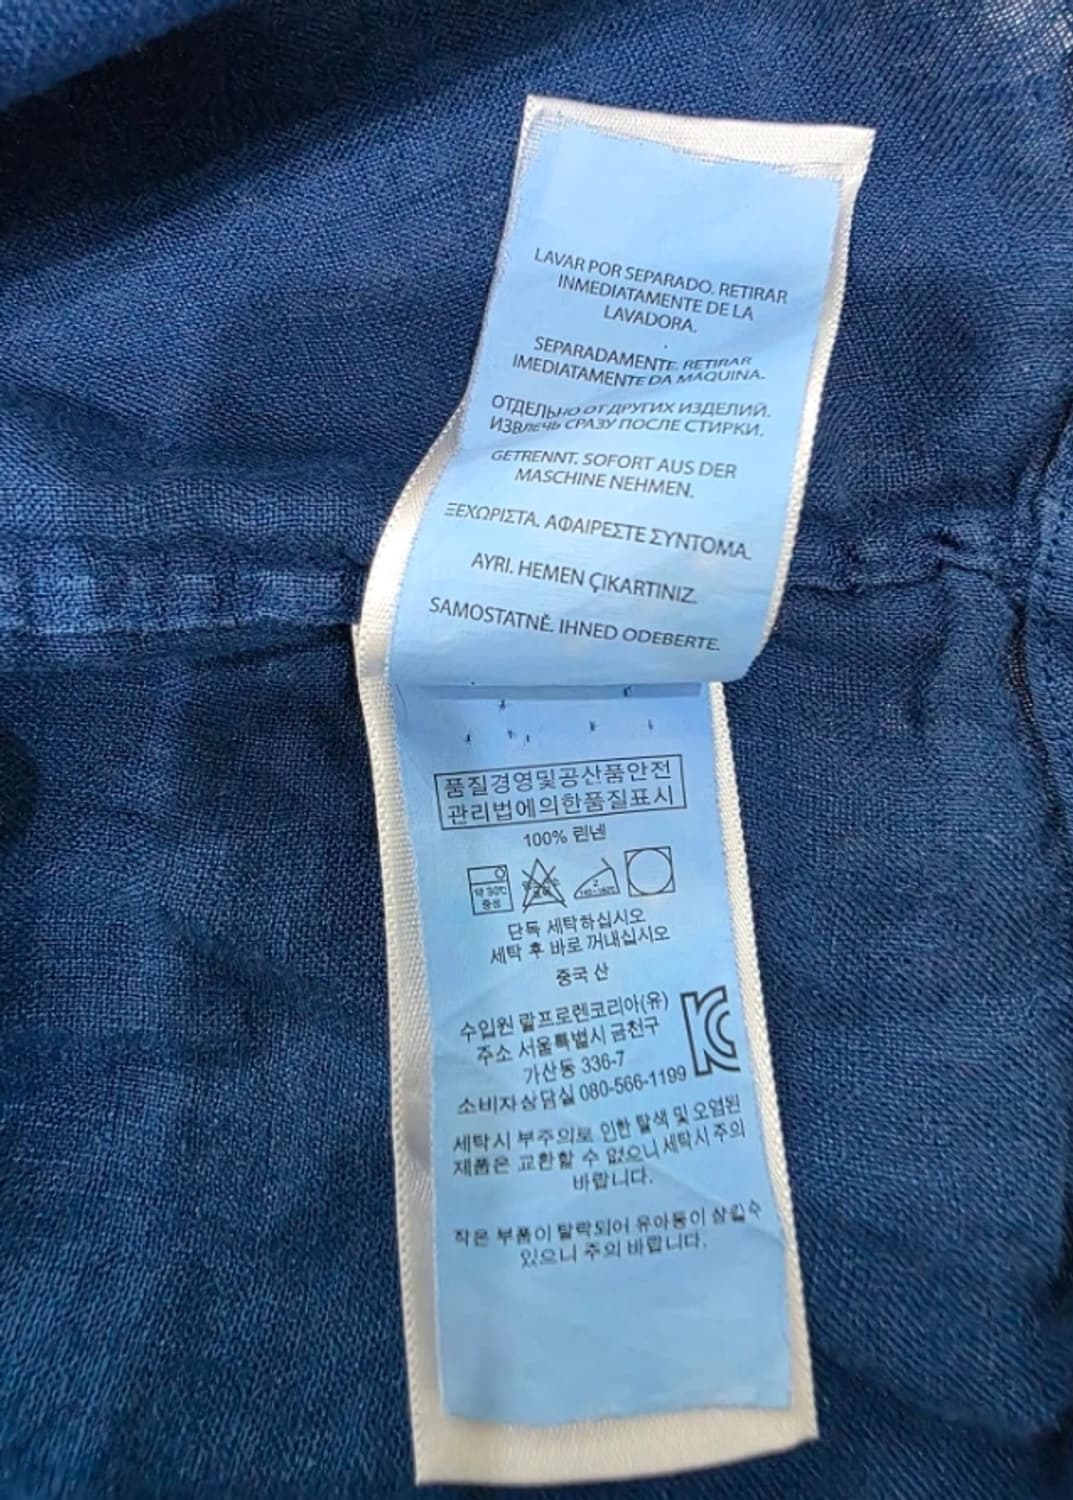 LAVAR POR SEPARADO. RETIRAR
INMEDIATAMENTE DE LA
LAVADORA.
SEPARADAMENTE. RETIRAR
IMEDIATAMENTE DA MAQUINA.
ОТДЕЛЬНО ОТ ДРУГИХ ИЗДЕЛИЙ.
ИЗВЛЕЧЬ СРАЗУ ПОСЛЕ СТИРКИ.
GETRENNT. SOFORT AUS DER
MASCHINE NEHMEN.
ΞΕΧΩΡΙΣΤΑ. ΑΦΑΙΡΕΣΤΕ ΣΥΝΤΟΜΑ.
AYRI. HEMEN ÇIKARTINIZ.
SAMOSTATNĚ. IHNED ODEBERTE.
품질경영및공산품안전
관리법에의한품질표시
100% 린넨
약 30℃
중성
2
단독 세탁하십시오
세탁 후 바로 꺼내십시오
중국 산
수입원 랄프로렌코리아(유)
주소 서울특별시 금천구
가산동 336-7
소비자상담실 080-566-1199
세탁시 부주의로 인한 탈색 및 오염된
제품은 교환할 수 없으니 세탁시 주의
바랍니다.
작은 부품이 탈락되어 유아동이 삼킬수
있으니 주의 바랍니다.